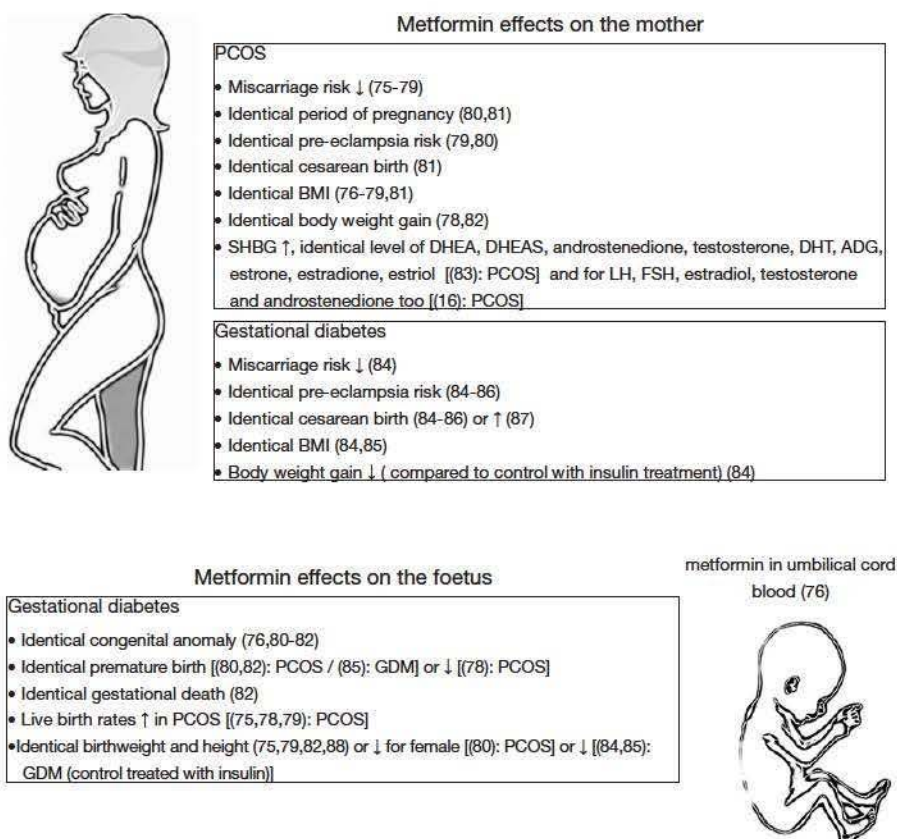 Metformin effects on the mother
PCOS
• Miscarriage risk ↓ (75-79)
• Identical period of pregnancy (80,81)
• Identical pre-eclampsia risk (79,80)
• Identical cesarean birth (81)
• Identical BMI (76-79,81)
• Identical body weight gain (78,82)
• SHBG ↑, identical level of DHEA, DHEAS, androstenedione, testosterone, DHT, ADG,
estrone, estradione, estriol [(83): PCOS] and for LH, FSH, estradiol, testosterone
and androstenedione too [(16): PCOS]
Gestational diabetes
• Miscarriage risk ↓ (84)
• Identical pre-eclampsia risk (84-86)
• Identical cesarean birth (84-86) or ↑ (87)
• Identical BMI (84,85)
• Body weight gain ↓ ( compared to control with insulin treatment) (84)
metformin in umbilical cord
blood (76)
Metformin effects on the foetus
Gestational diabetes
• Identical congenital anomaly (76,80-82)
• Identical premature birth [(80,82): PCOS / (85): GDM] or ↓ [(78): PCOS]
• Identical gestational death (82)
• Live birth rates ↑ in PCOS [(75,78,79): PCOS]
•Identical birthweight and height (75,79,82,88) or ↓ for female [(80): PCOS] or ↓ [(84,85):
GDM (control treated with insulin)]